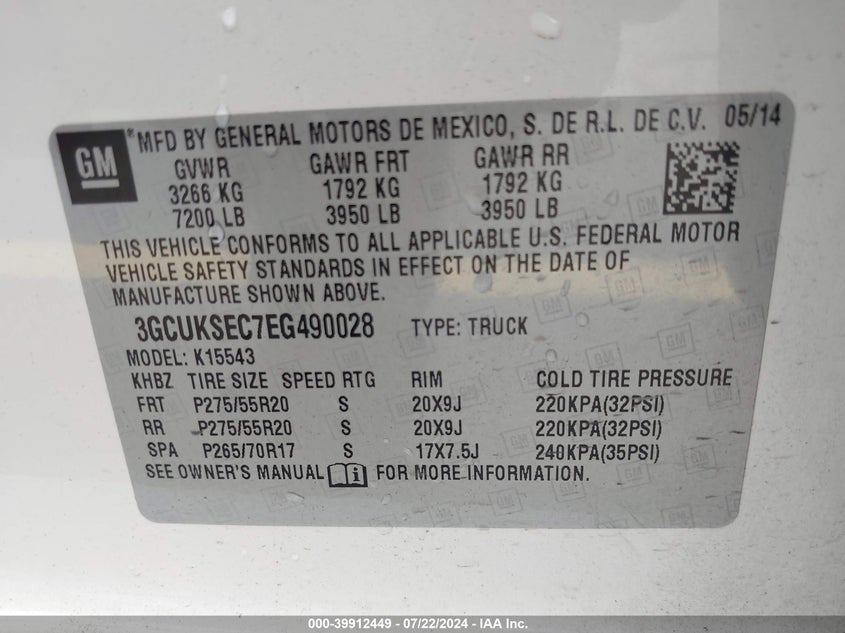 GM ® MFD BY GENERAL MOTORS DE MEXICO, S. DE R.L. DE C.V. 05/14
GVWR GAWR FRT GAWR RR
3266 KG 1792 KG 1792 KG
7200 LB 3950 LB 3950 LB
THIS VEHICLE CONFORMS TO ALL APPLICABLE U.S. FEDERAL MOTOR
VEHICLE SAFETY STANDARDS IN EFFECT ON THE DATE OF
MANUFACTURE SHOWN ABOVE.
3GCUKSEC7EG490028 TYPE: TRUCK
MODEL: K15543
KHBZ TIRE SIZE SPEED RTG RIM COLD TIRE PRESSURE
FRT P275/55R20 S 20X9J 220KPA(32PSI)
RR P275/55R20 S 20X9J 220KPA(32PSI)
SPA P265/70R17 S 17X7.5J 240KPA(35PSI)
SEE OWNER'S MANUAL i FOR MORE INFORMATION.
000-39912449 - 07/22/2024 - IAA Inc.